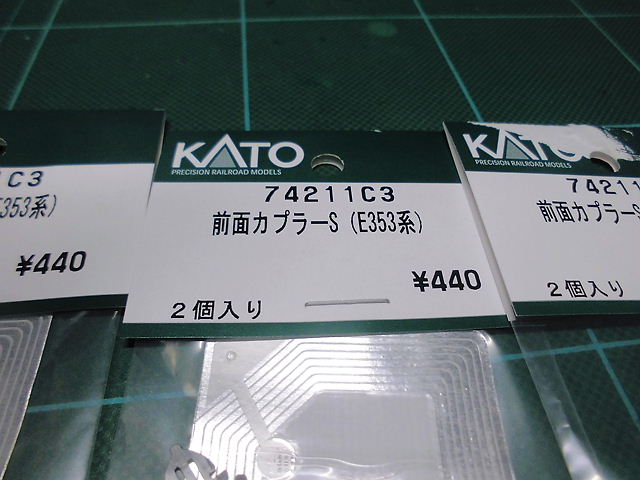 1C3
E353系)
¥440
KATO
PRECISION RAILROAD MODELS
74211C3
前面カプラーS (E353系)
¥440
2個入り
KATO
PRECISION RAILROAD MODELS
74211
前面カプラーS
2個入り